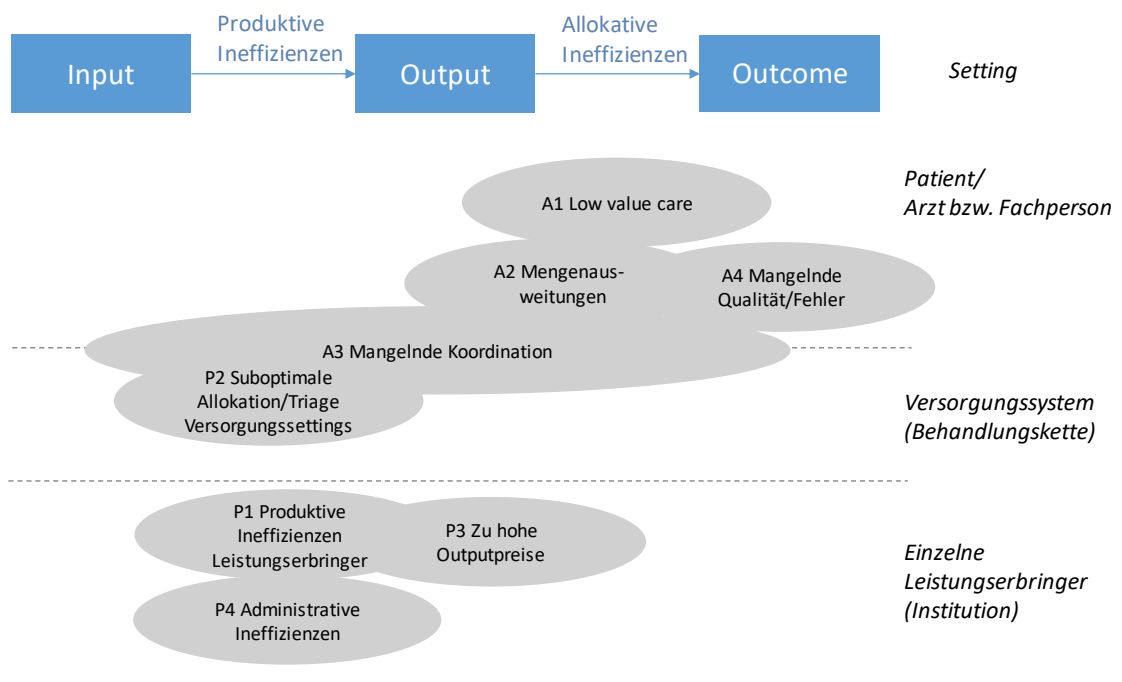 Produktive
Ineffizienzen
Allokative
Ineffizienzen
Input
Output
Outcome
Setting
Patient/
Arzt bzw. Fachperson
A1 Low value care
A2 Mengenaus-
weitungen
A4 Mangelnde
Qualität/Fehler
A3 Mangelnde Koordination
P2 Suboptimale
Allokation/Triage
Versorgungssettings
Versorgungssystem
(Behandlungskette)
P1 Produktive
Ineffizienzen
Leistungserbringer
P3 Zu hohe
Outputpreise
Einzelne
Leistungserbringer
(Institution)
P4 Administrative
Ineffizienzen